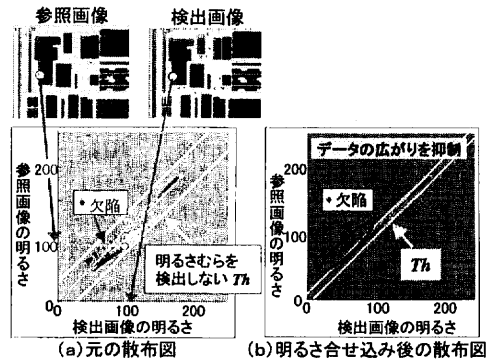 参照画像 検出画像
参照画像の明るさ
200
100
0
0 100 200
欠陥
明るさむらを
検出しない Th
検出画像の明るさ
(a)元の散布図
データの広がりを抑制
参照画像の明るさ
200
100
0
0 100 200
欠陥
Th
検出画像の明るさ
(b)明るさ合せ込み後の散布図